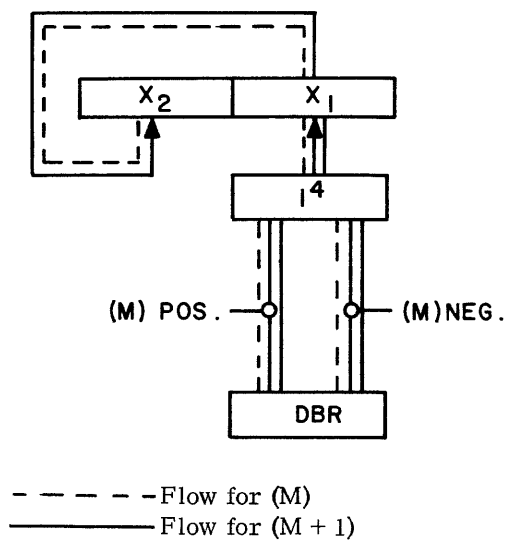 X₂ X₁
I⁴
(M) POS. (M)NEG.
DBR
Flow for (M)
Flow for (M + 1)